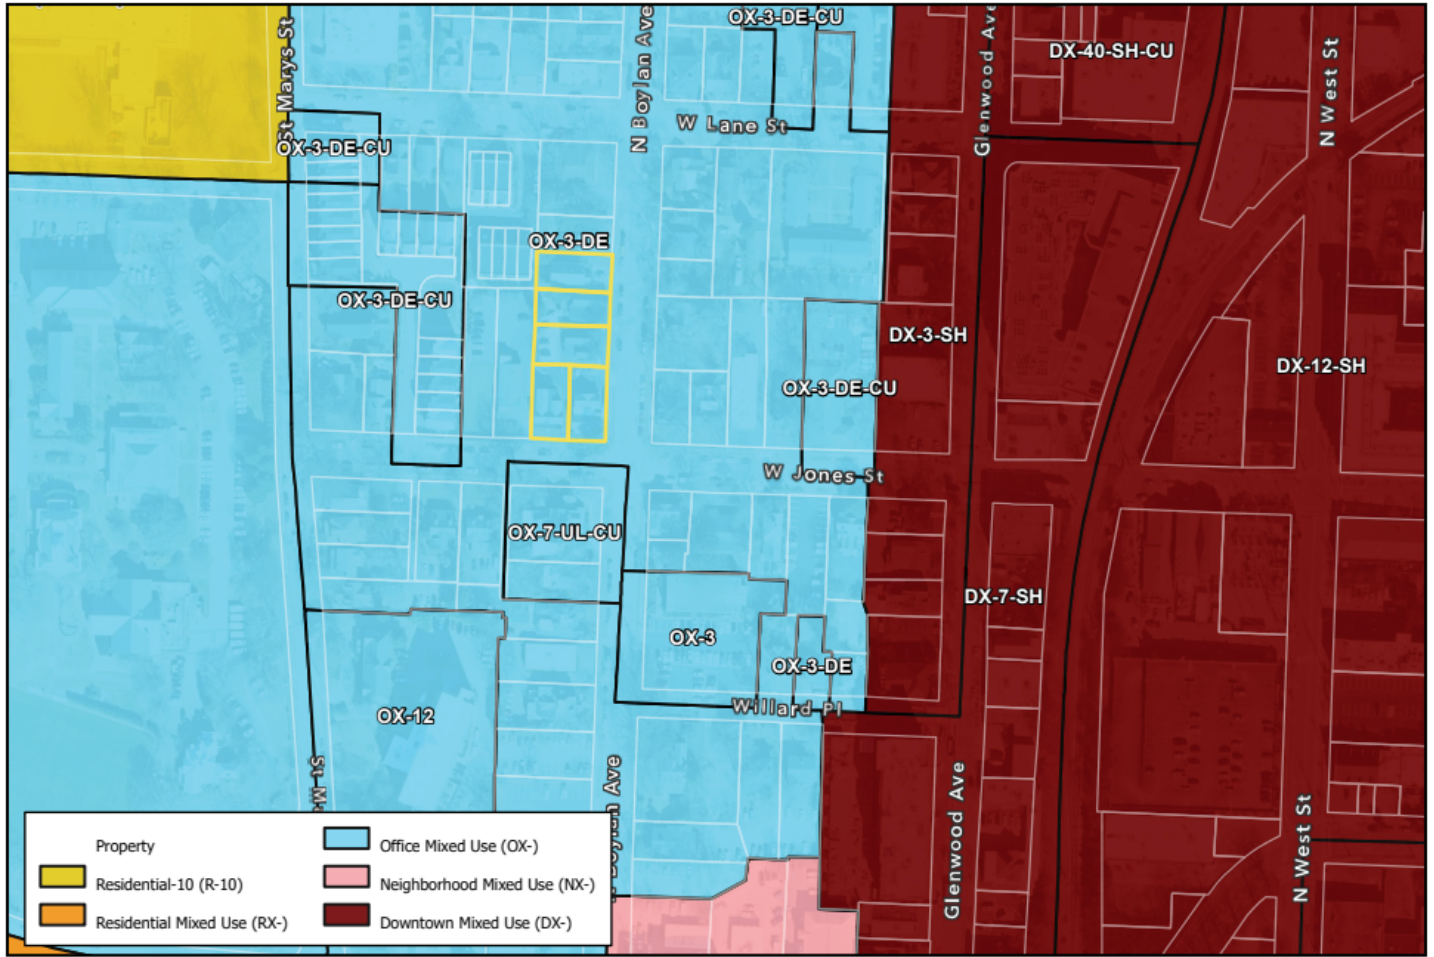 OX-3-DE-CU
St Marys St
N Boylan Ave
Glenwood Ave
DX-40-SH-CU
N West St
W Lane St
OX-3-DE-CU
OX-3-DE
OX-3-DE-CU
DX-3-SH
DX-12-SH
OX-3-DE-CU
W Jones St
OX-7-UL-CU
DX-7-SH
OX-3
OX-3-DE
Willard Pl
OX-12
Glenwood Ave
N West St
Property
Residential-10 (R-10)
Residential Mixed Use (RX-)
Office Mixed Use (OX-)
Neighborhood Mixed Use (NX-)
Downtown Mixed Use (DX-)